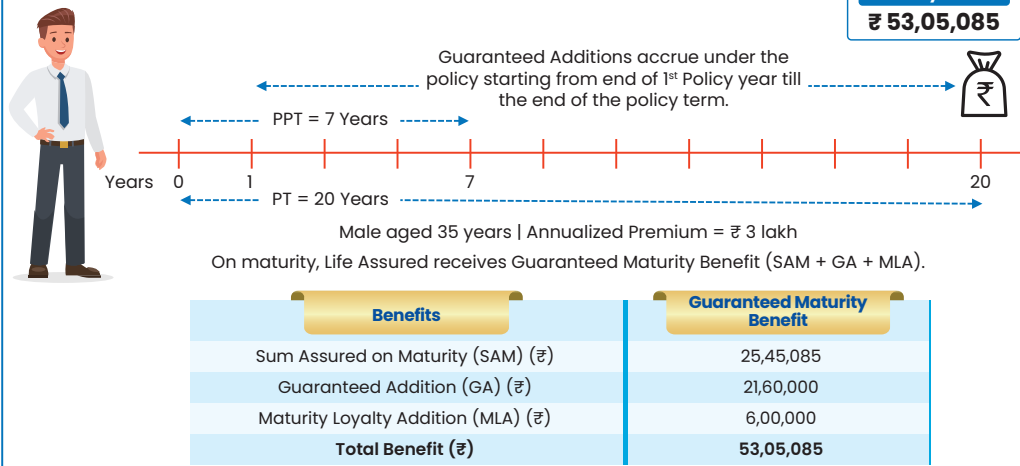 ₹ 53,05,085
Guaranteed Additions accrue under the
policy starting from end of 1st Policy year till
the end of the policy term.
₹
PPT = 7 Years
Years 0 1 7 20
PT = 20 Years
Male aged 35 years | Annualized Premium = ₹ 3 lakh
On maturity, Life Assured receives Guaranteed Maturity Benefit (SAM + GA + MLA).
Benefits
Guaranteed Maturity
Benefit
Sum Assured on Maturity (SAM) (₹) 25,45,085
Guaranteed Addition (GA) (₹) 21,60,000
Maturity Loyalty Addition (MLA) (₹) 6,00,000
Total Benefit (₹) 53,05,085